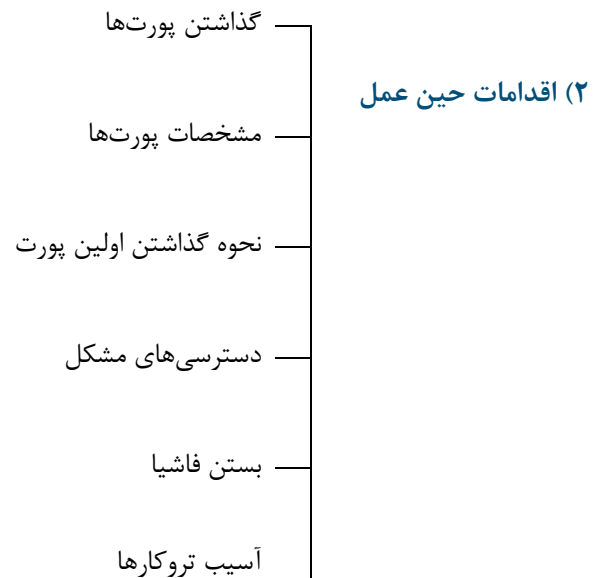 گذاشتن پورت‌ها
۲) اقدامات حین عمل
مشخصات پورت‌ها
نحوه گذاشتن اولین پورت
دسترسی‌های مشکل
بستن فاشیا
آسیب تروکارها